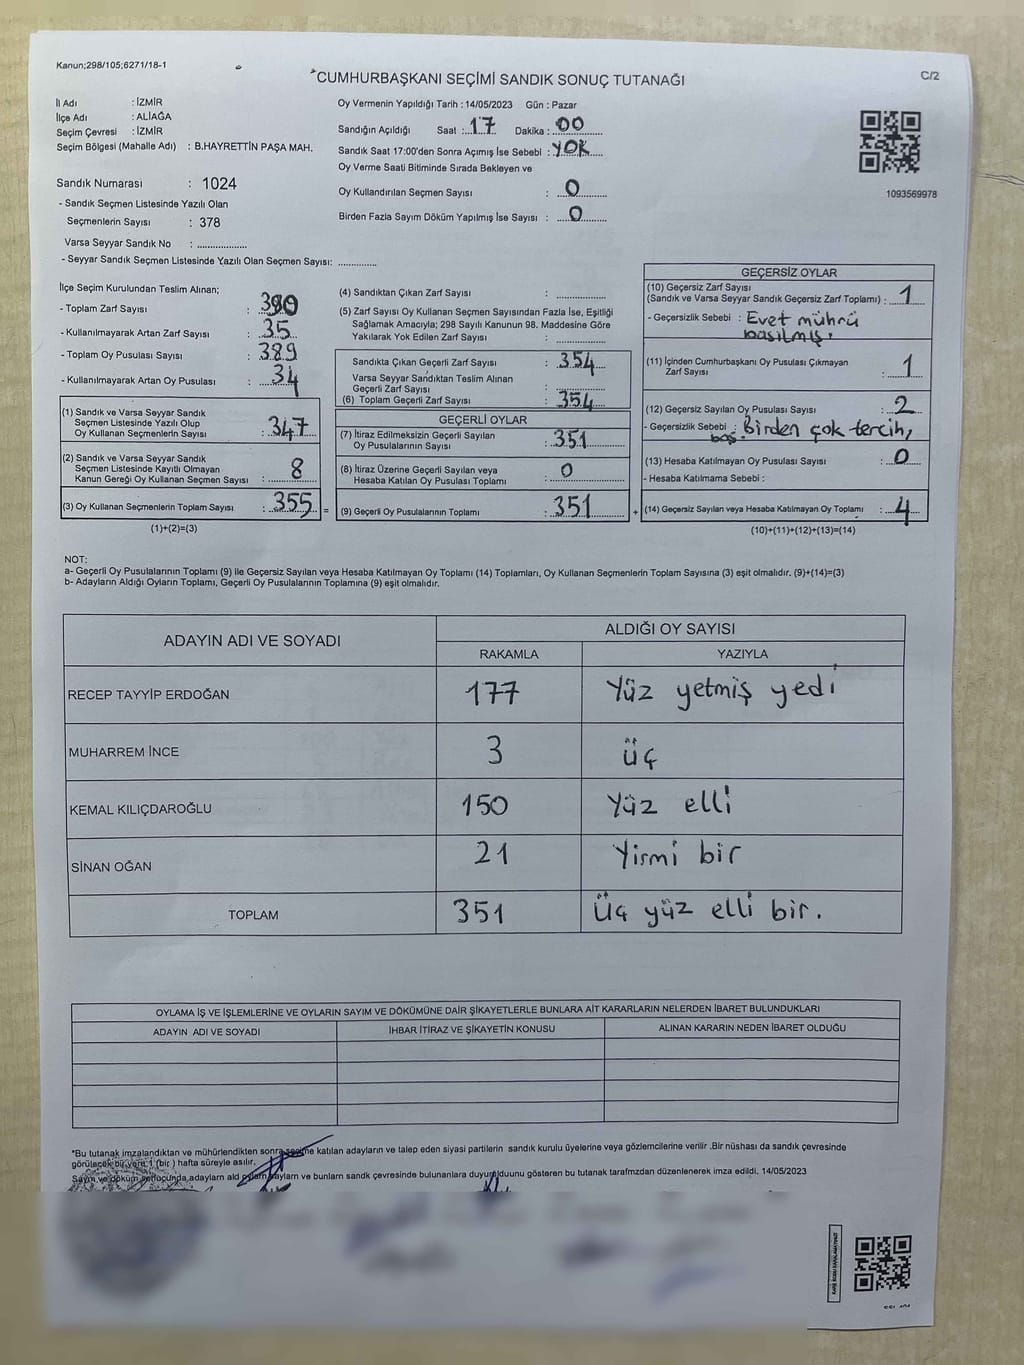 Kanun;298/105;6271/18-1
CUMHURBAŞKANI SEÇİMİ SANDIK SONUÇ TUTANAĞI
C/2
İl Adı : İZMİR
İlçe Adı : ALİAĞA
Seçim Çevresi : İZMİR
Seçim Bölgesi (Mahalle Adı) : B.HAYRETTİN PAŞA MAH.
Sandık Numarası : 1024
- Sandık Seçmen Listesinde Yazılı Olan
Seçmenlerin Sayısı : 378
Varsa Seyyar Sandık No : ..................
- Seyyar Sandık Seçmen Listesinde Yazılı Olan Seçmen Sayısı: .............
Oy Vermenin Yapıldığı Tarih : 14/05/2023 Gün : Pazar
Sandığın Açıldığı Saat : 17 Dakika : 00
Sandık Saat 17:00'den Sonra Açımış İse Sebebi : YOK
Oy Verme Saati Bitiminde Sırada Bekleyen ve
Oy Kullandırılan Seçmen Sayısı : 0
Birden Fazla Sayım Döküm Yapılmış İse Sayısı : 0
1093569978
İlçe Seçim Kurulundan Teslim Alınan;
- Toplam Zarf Sayısı : 390
- Kullanılmayarak Artan Zarf Sayısı : 35
- Toplam Oy Pusulası Sayısı : 389
- Kullanılmayarak Artan Oy Pusulası : 34
(1) Sandık ve Varsa Seyyar Sandık
Seçmen Listesinde Yazılı Olup
Oy Kullanan Seçmenlerin Sayısı : 347
(2) Sandık ve Varsa Seyyar Sandık
Seçmen Listesinde Kayıtlı Olmayan
Kanun Gereği Oy Kullanan Seçmen Sayısı : 8
(3) Oy Kullanan Seçmenlerin Toplam Sayısı : 355 =
(1)+(2)=(3)
(4) Sandıktan Çıkan Zarf Sayısı : ..............
(5) Zarf Sayısı Oy Kullanan Seçmen Sayısından Fazla İse, Eşitliği
Sağlamak Amacıyla; 298 Sayılı Kanunun 98. Maddesine Göre
Yakılarak Yok Edilen Zarf Sayısı : ..............
Sandıkta Çıkan Geçerli Zarf Sayısı : 354
Varsa Seyyar Sandıktan Teslim Alınan
Geçerli Zarf Sayısı : ..............
(6) Toplam Geçerli Zarf Sayısı : 354
GEÇERLİ OYLAR
(7) İtiraz Edilmeksizin Geçerli Sayılan
Oy Pusulalarının Sayısı : 351
(8) İtiraz Üzerine Geçerli Sayılan veya
Hesaba Katılan Oy Pusulası Toplamı : 0
(9) Geçerli Oy Pusulalarının Toplamı : 351 +
GEÇERSİZ OYLAR
(10) Geçersiz Zarf Sayısı
(Sandık ve Varsa Seyyar Sandık Geçersiz Zarf Toplamı) : 1
- Geçersizlik Sebebi : Evet mührü
basılmış.
(11) İçinden Cumhurbaşkanı Oy Pusulası Çıkmayan
Zarf Sayısı : 1
(12) Geçersiz Sayılan Oy Pusulası Sayısı : 2
- Geçersizlik Sebebi : Birden çok tercih,
boş.
(13) Hesaba Katılmayan Oy Pusulası Sayısı : 0
- Hesaba Katılmama Sebebi :
(14) Geçersiz Sayılan veya Hesaba Katılmayan Oy Toplamı : 4
(10)+(11)+(12)+(13)=(14)
NOT:
a- Geçerli Oy Pusulalarının Toplamı (9) ile Geçersiz Sayılan veya Hesaba Katılmayan Oy Toplamı (14) Toplamları, Oy Kullanan Seçmenlerin Toplam Sayısına (3) eşit olmalıdır. (9)+(14)=(3)
b- Adayların Aldığı Oyların Toplamı, Geçerli Oy Pusulalarının Toplamına (9) eşit olmalıdır.
ADAYIN ADI VE SOYADI
ALDIĞI OY SAYISI
RAKAMLA YAZIYLA
RECEP TAYYİP ERDOĞAN 177 Yüz yetmiş yedi
MUHARREM İNCE 3 üç
KEMAL KILIÇDAROĞLU 150 Yüz elli
SİNAN OĞAN 21 Yirmi bir
TOPLAM 351 Üç yüz elli bir.
OYLAMA İŞ VE İŞLEMLERİNE VE OYLARIN SAYIM VE DÖKÜMÜNE DAİR ŞİKAYETLERLE BUNLARA AİT KARARLARIN NELERDEN İBARET BULUNDUKLARI
ADAYIN ADI VE SOYADI İHBAR İTİRAZ VE ŞİKAYETİN KONUSU ALINAN KARARIN NEDEN İBARET OLDUĞU
*Bu tutanak imzalandıktan ve mühürlendikten sonra seçime katılan adayların ve talep eden siyasi partilerin sandık kurulu üyelerine veya gözlemcilerine verilir .Bir nüshası da sandık çevresinde
görülecek bir yere 1 (bir ) hafta süreyle asılır.
Sayım ve döküm sonucunda,adayların ald oyların sayların ve bunlarm sandk çevresinde bulunanlara duyurulduunu gösteren bu tutanak tarafmzdan düzenlenerek imza edildi. 14/05/2023